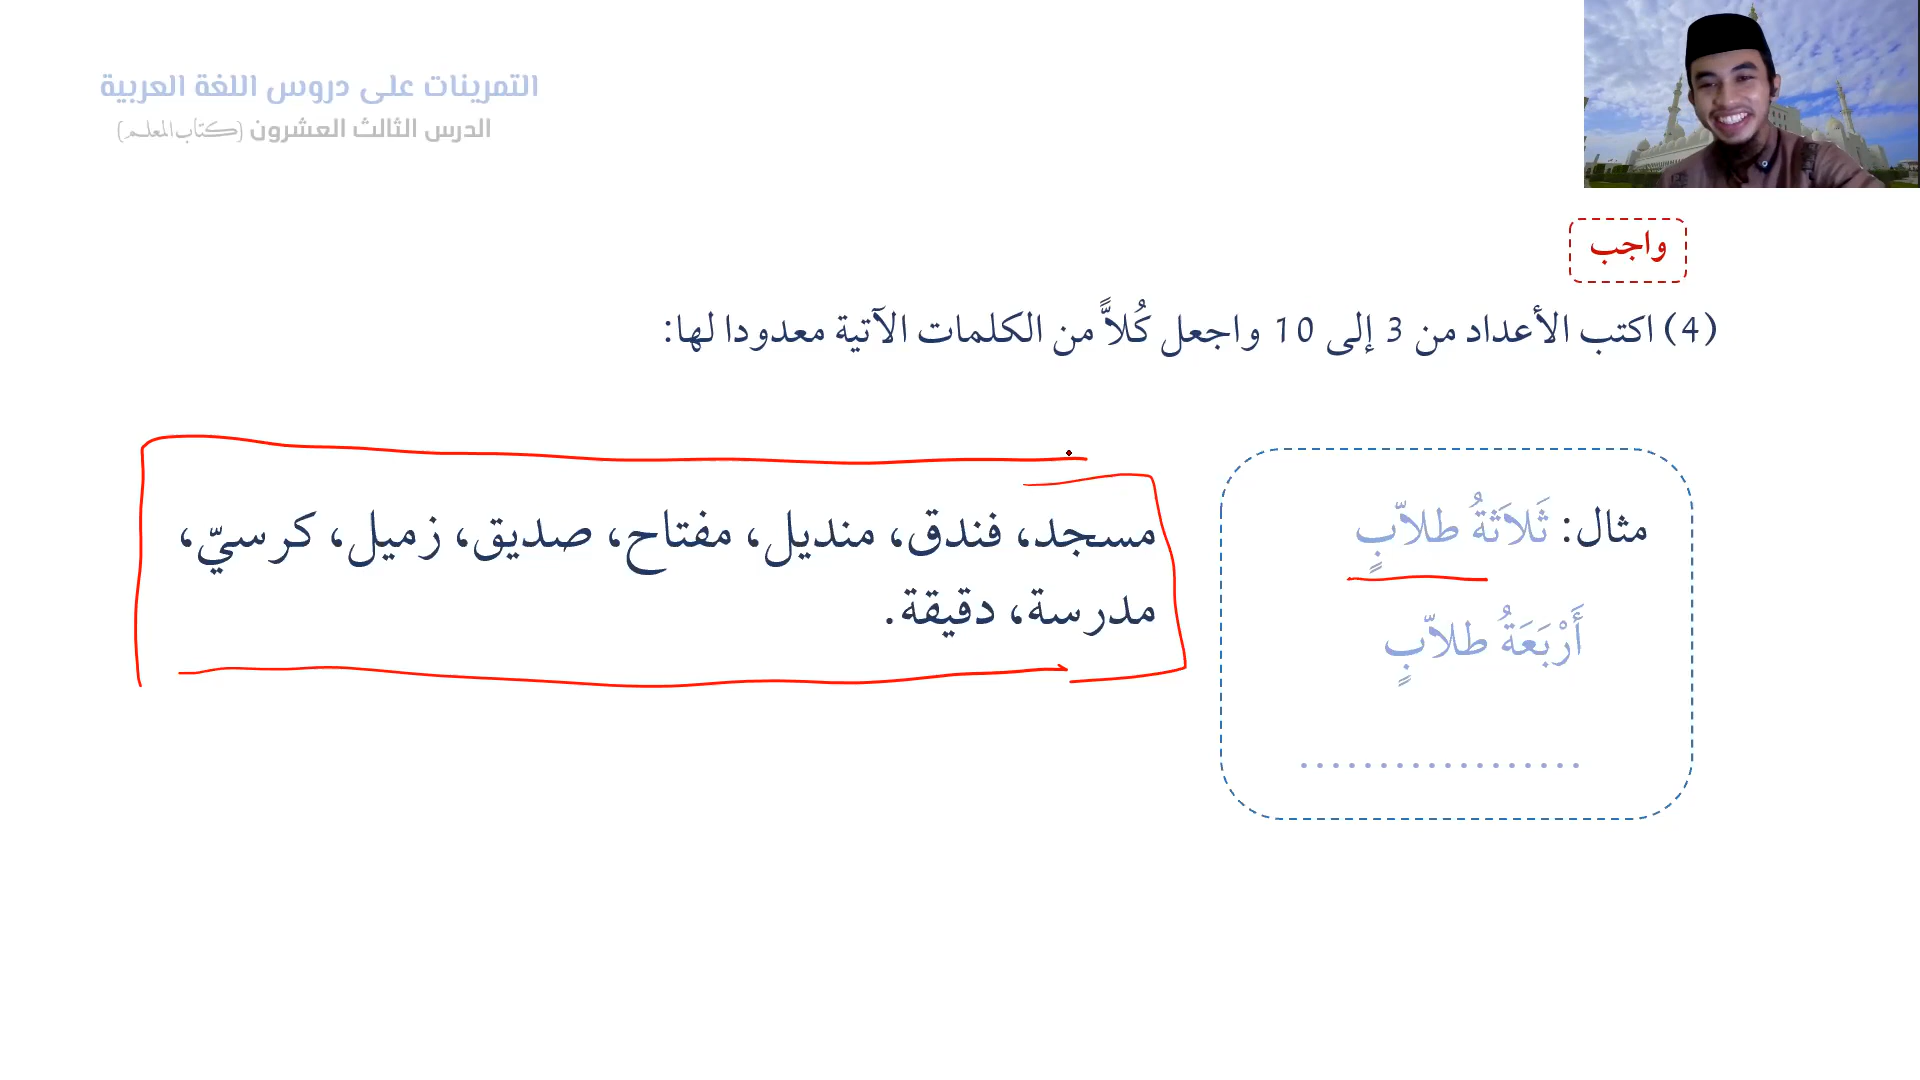 التمرينات على دروس اللغة العربية
الدرس الثالث العشرون (كتاب المعلم)
واجب
(4) اكتب الأعداد من 3 إلى 10 واجعل كُلاًّ من الكلمات الآتية معدودا لها:
مثال: ثَلاَثَةُ طلاّبٍ
أَرْبَعَةُ طلاّبٍ
.................
مسجد، فندق، منديل، مفتاح، صديق، زميل، كرسيّ،
مدرسة، دقيقة.